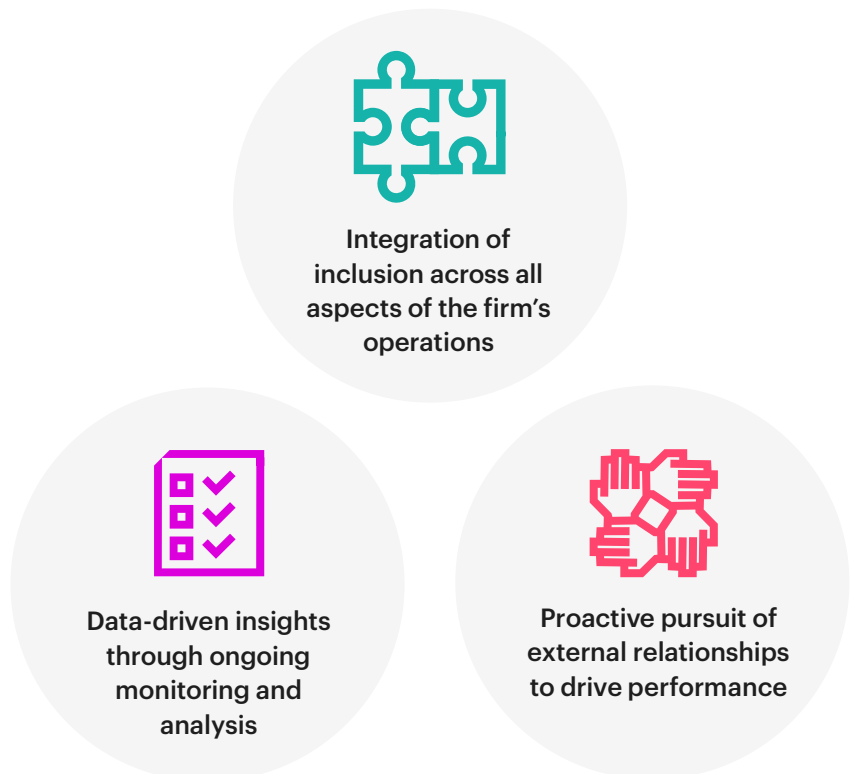 Integration of
inclusion across all
aspects of the firm’s
operations
Data-driven insights
through ongoing
monitoring and
analysis
Proactive pursuit of
external relationships
to drive performance